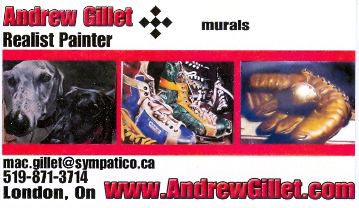 Andrew Gillet
murals
Realist Painter
mac.gillet@sympatico.ca
519-871-3714
London, On
www.AndrewGillet.com